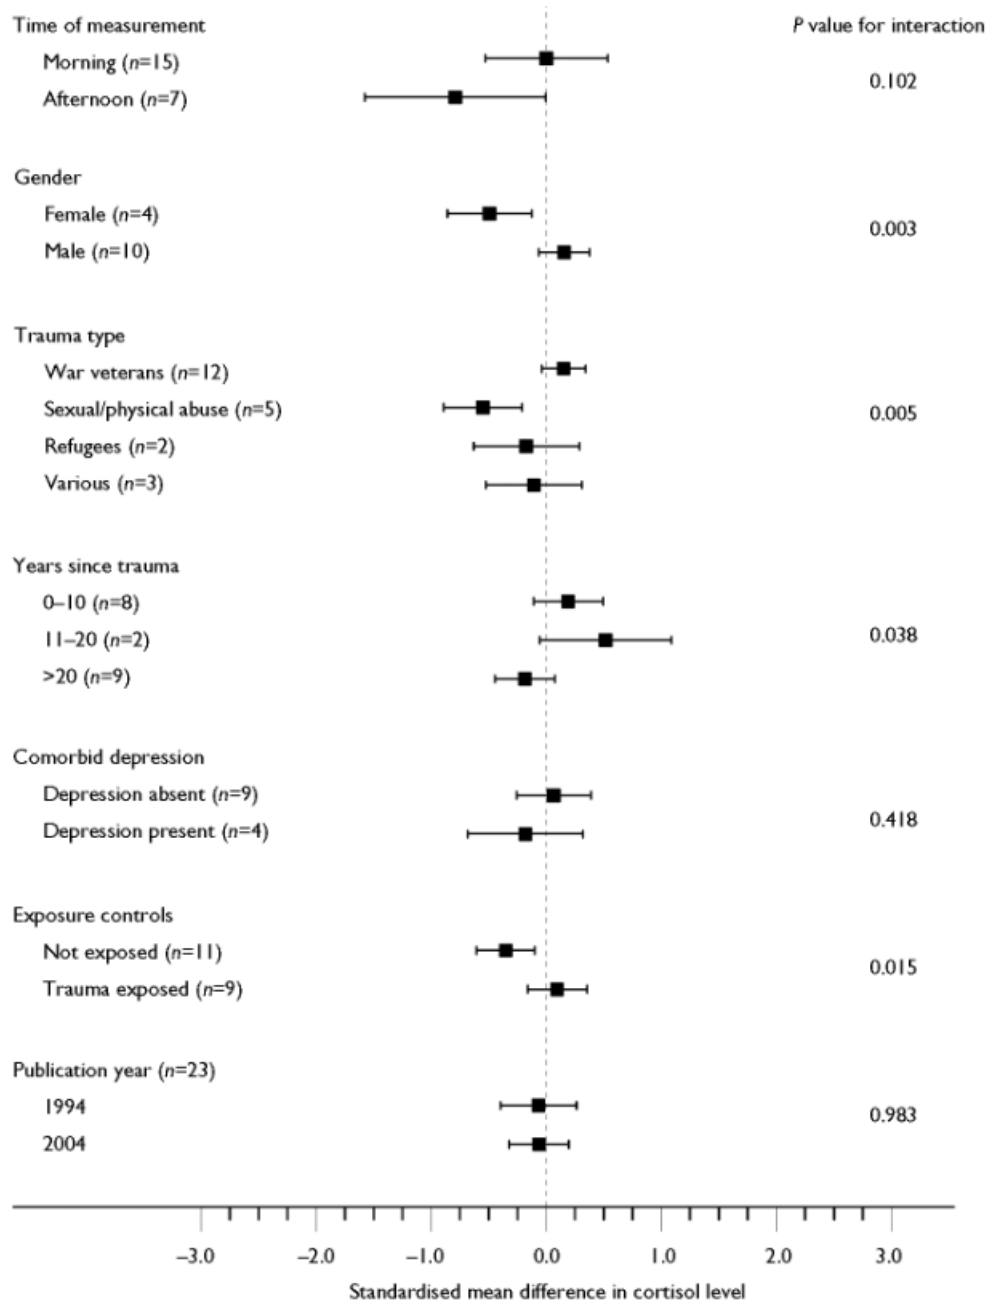 Time of measurement P value for interaction
Morning (n=15)
0.102
Afternoon (n=7)
Gender
Female (n=4)
0.003
Male (n=10)
Trauma type
War veterans (n=12)
Sexual/physical abuse (n=5) 0.005
Refugees (n=2)
Various (n=3)
Years since trauma
0–10 (n=8)
11–20 (n=2) 0.038
>20 (n=9)
Comorbid depression
Depression absent (n=9)
0.418
Depression present (n=4)
Exposure controls
Not exposed (n=11)
0.015
Trauma exposed (n=9)
Publication year (n=23)
1994
0.983
2004
–3.0 –2.0 –1.0 0.0 1.0 2.0 3.0
Standardised mean difference in cortisol level